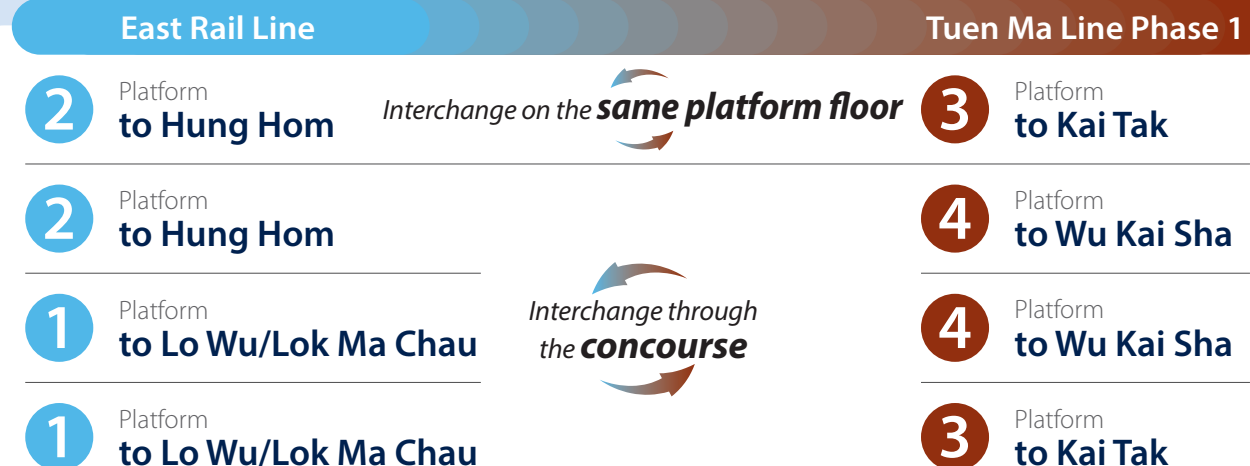 East Rail Line Tuen Ma Line Phase 1
2 Platform to Hung Hom Interchange on the same platform floor 3 Platform to Kai Tak
2 Platform to Hung Hom 4 Platform to Wu Kai Sha
Interchange through
the concourse
1 Platform to Lo Wu/Lok Ma Chau 4 Platform to Wu Kai Sha
1 Platform to Lo Wu/Lok Ma Chau 3 Platform to Kai Tak